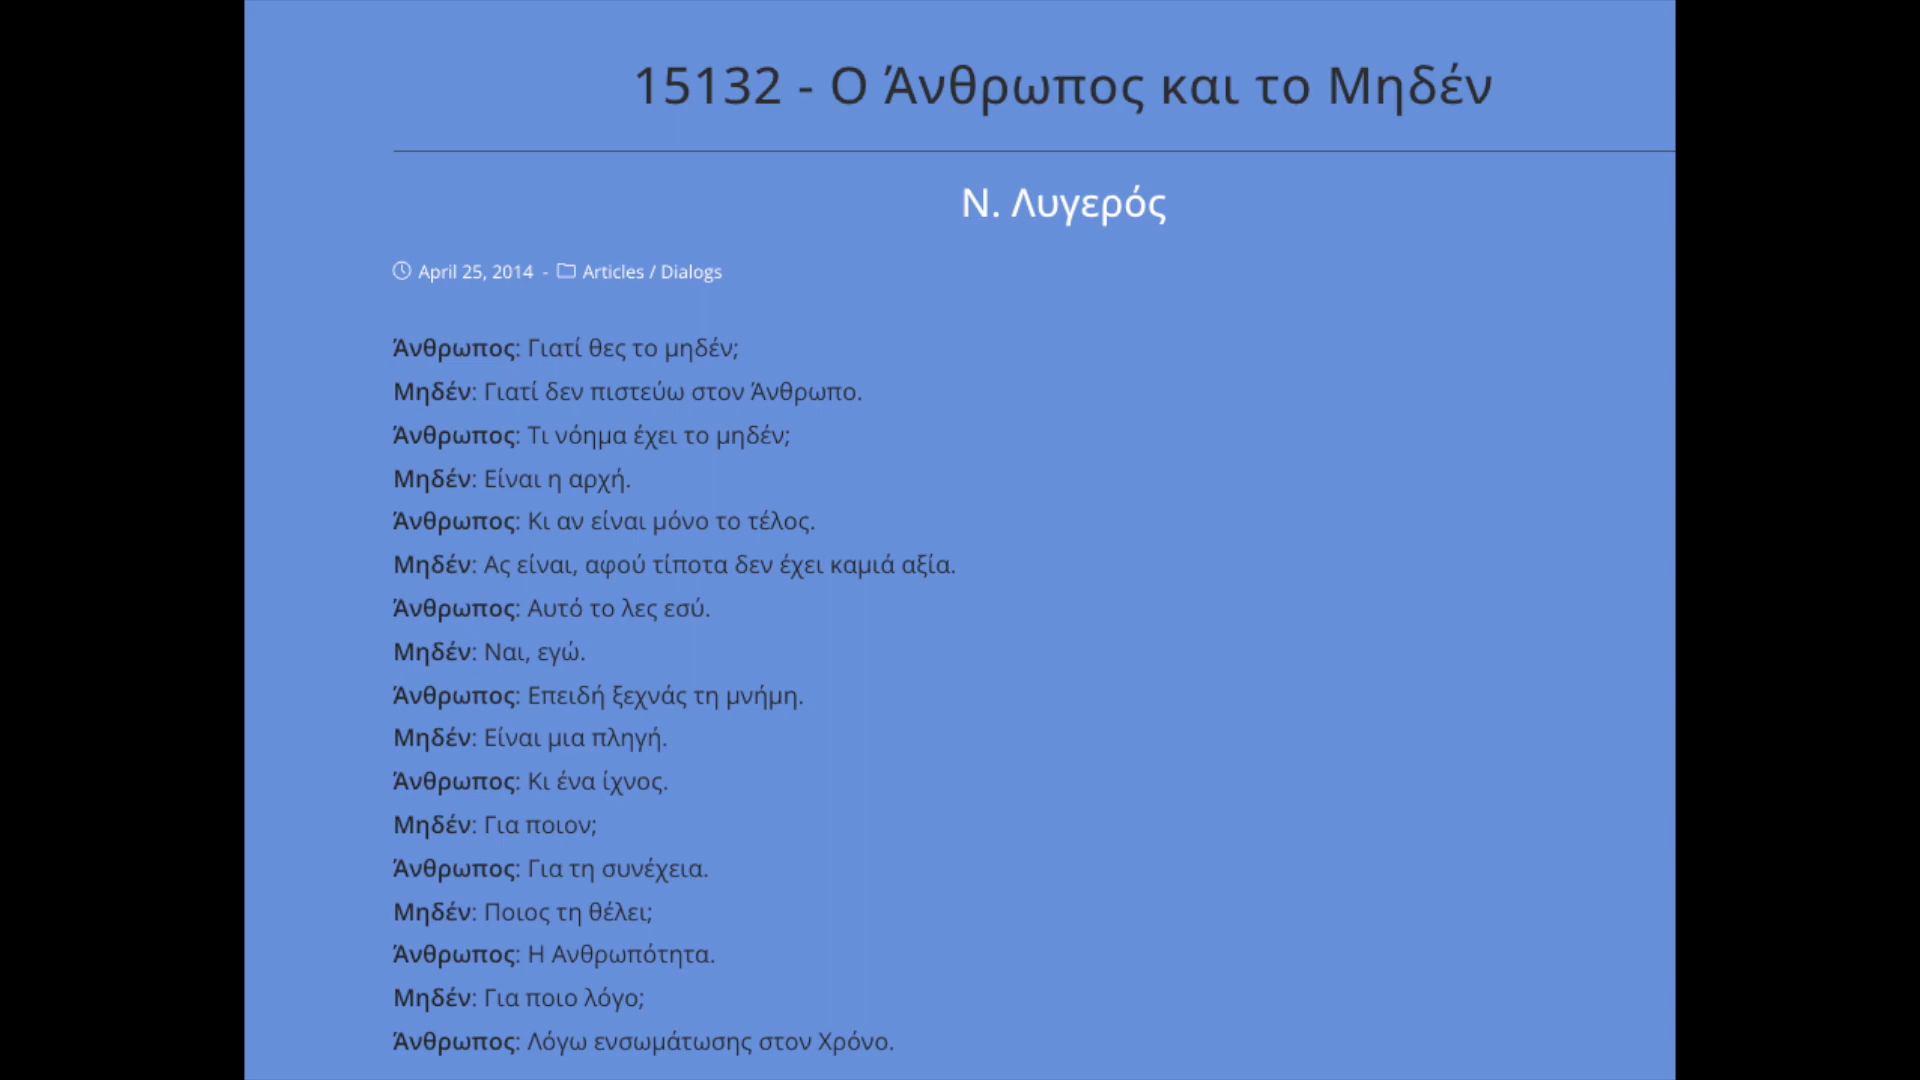 15132 - Ο Άνθρωπος και το Μηδέν
Ν. Λυγερός
April 25, 2014 - Articles / Dialogs
Άνθρωπος: Γιατί θες το μηδέν;
Μηδέν: Γιατί δεν πιστεύω στον Άνθρωπο.
Άνθρωπος: Τι νόημα έχει το μηδέν;
Μηδέν: Είναι η αρχή.
Άνθρωπος: Κι αν είναι μόνο το τέλος.
Μηδέν: Ας είναι, αφού τίποτα δεν έχει καμιά αξία.
Άνθρωπος: Αυτό το λες εσύ.
Μηδέν: Ναι, εγώ.
Άνθρωπος: Επειδή ξεχνάς τη μνήμη.
Μηδέν: Είναι μια πληγή.
Άνθρωπος: Κι ένα ίχνος.
Μηδέν: Για ποιον;
Άνθρωπος: Για τη συνέχεια.
Μηδέν: Ποιος τη θέλει;
Άνθρωπος: Η Ανθρωπότητα.
Μηδέν: Για ποιο λόγο;
Άνθρωπος: Λόγω ενσωμάτωσης στον Χρόνο.